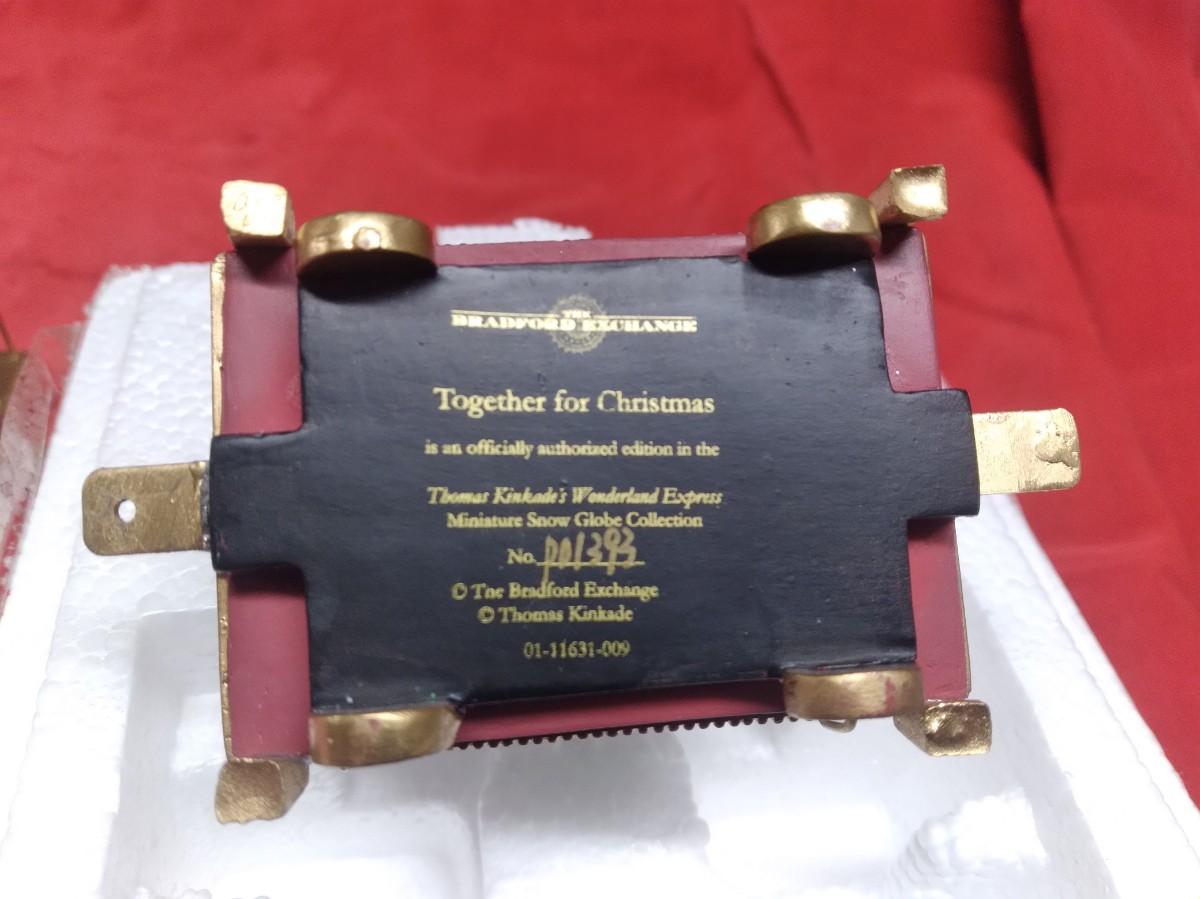 THE
BRADFORD EXCHANGE
Together for Christmas
is an officially authorized edition in the
Thomas Kinkade's Wonderland Express
Miniature Snow Globe Collection
No. 001393
© The Bradford Exchange
© Thomas Kinkade
01-11631-009